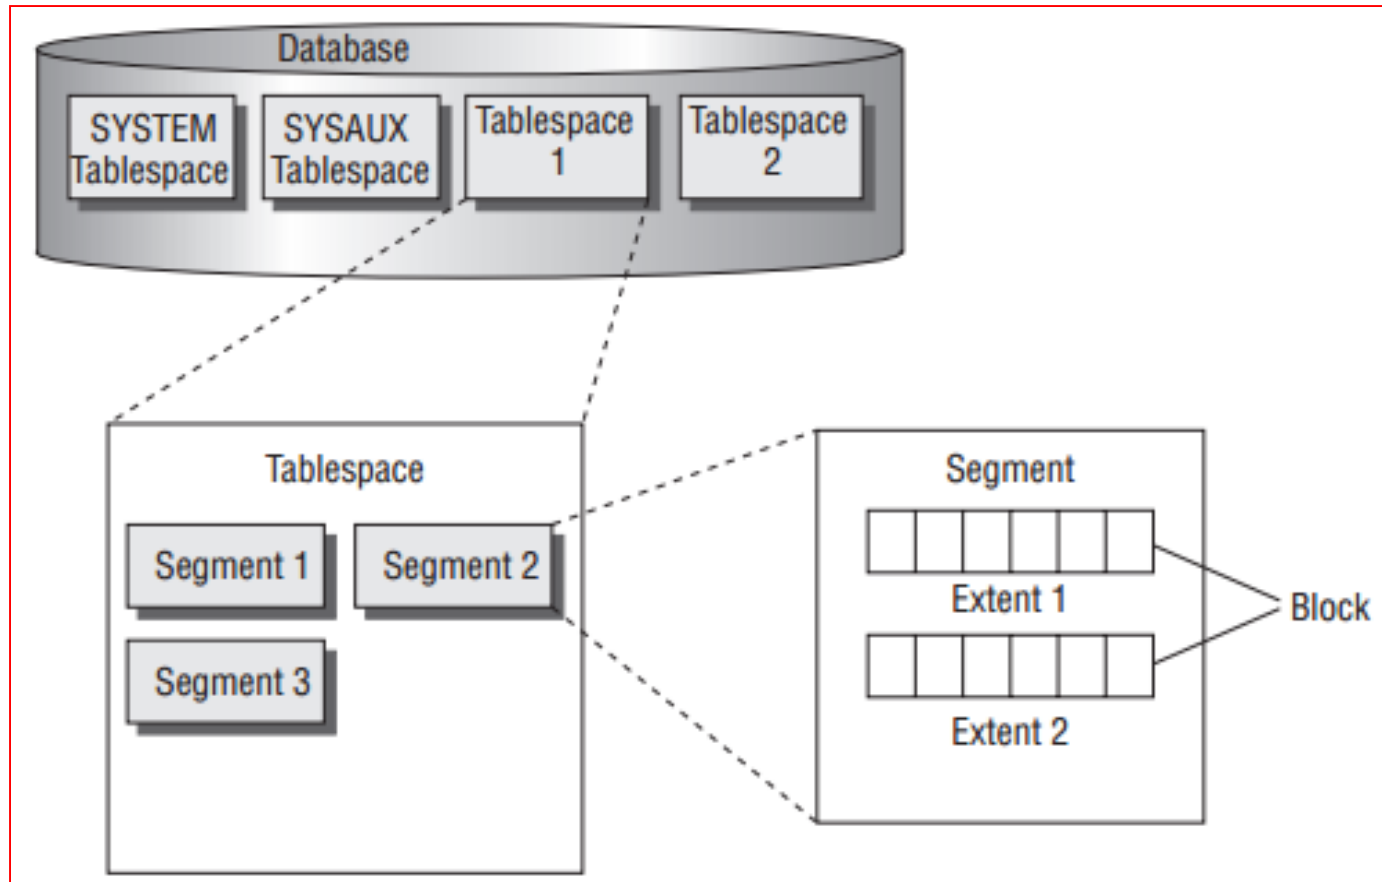 Database
SYSTEM
Tablespace
SYSAUX
Tablespace
Tablespace
1
Tablespace
2
Tablespace
Segment 1
Segment 2
Segment 3
Segment
Extent 1
Block
Extent 2